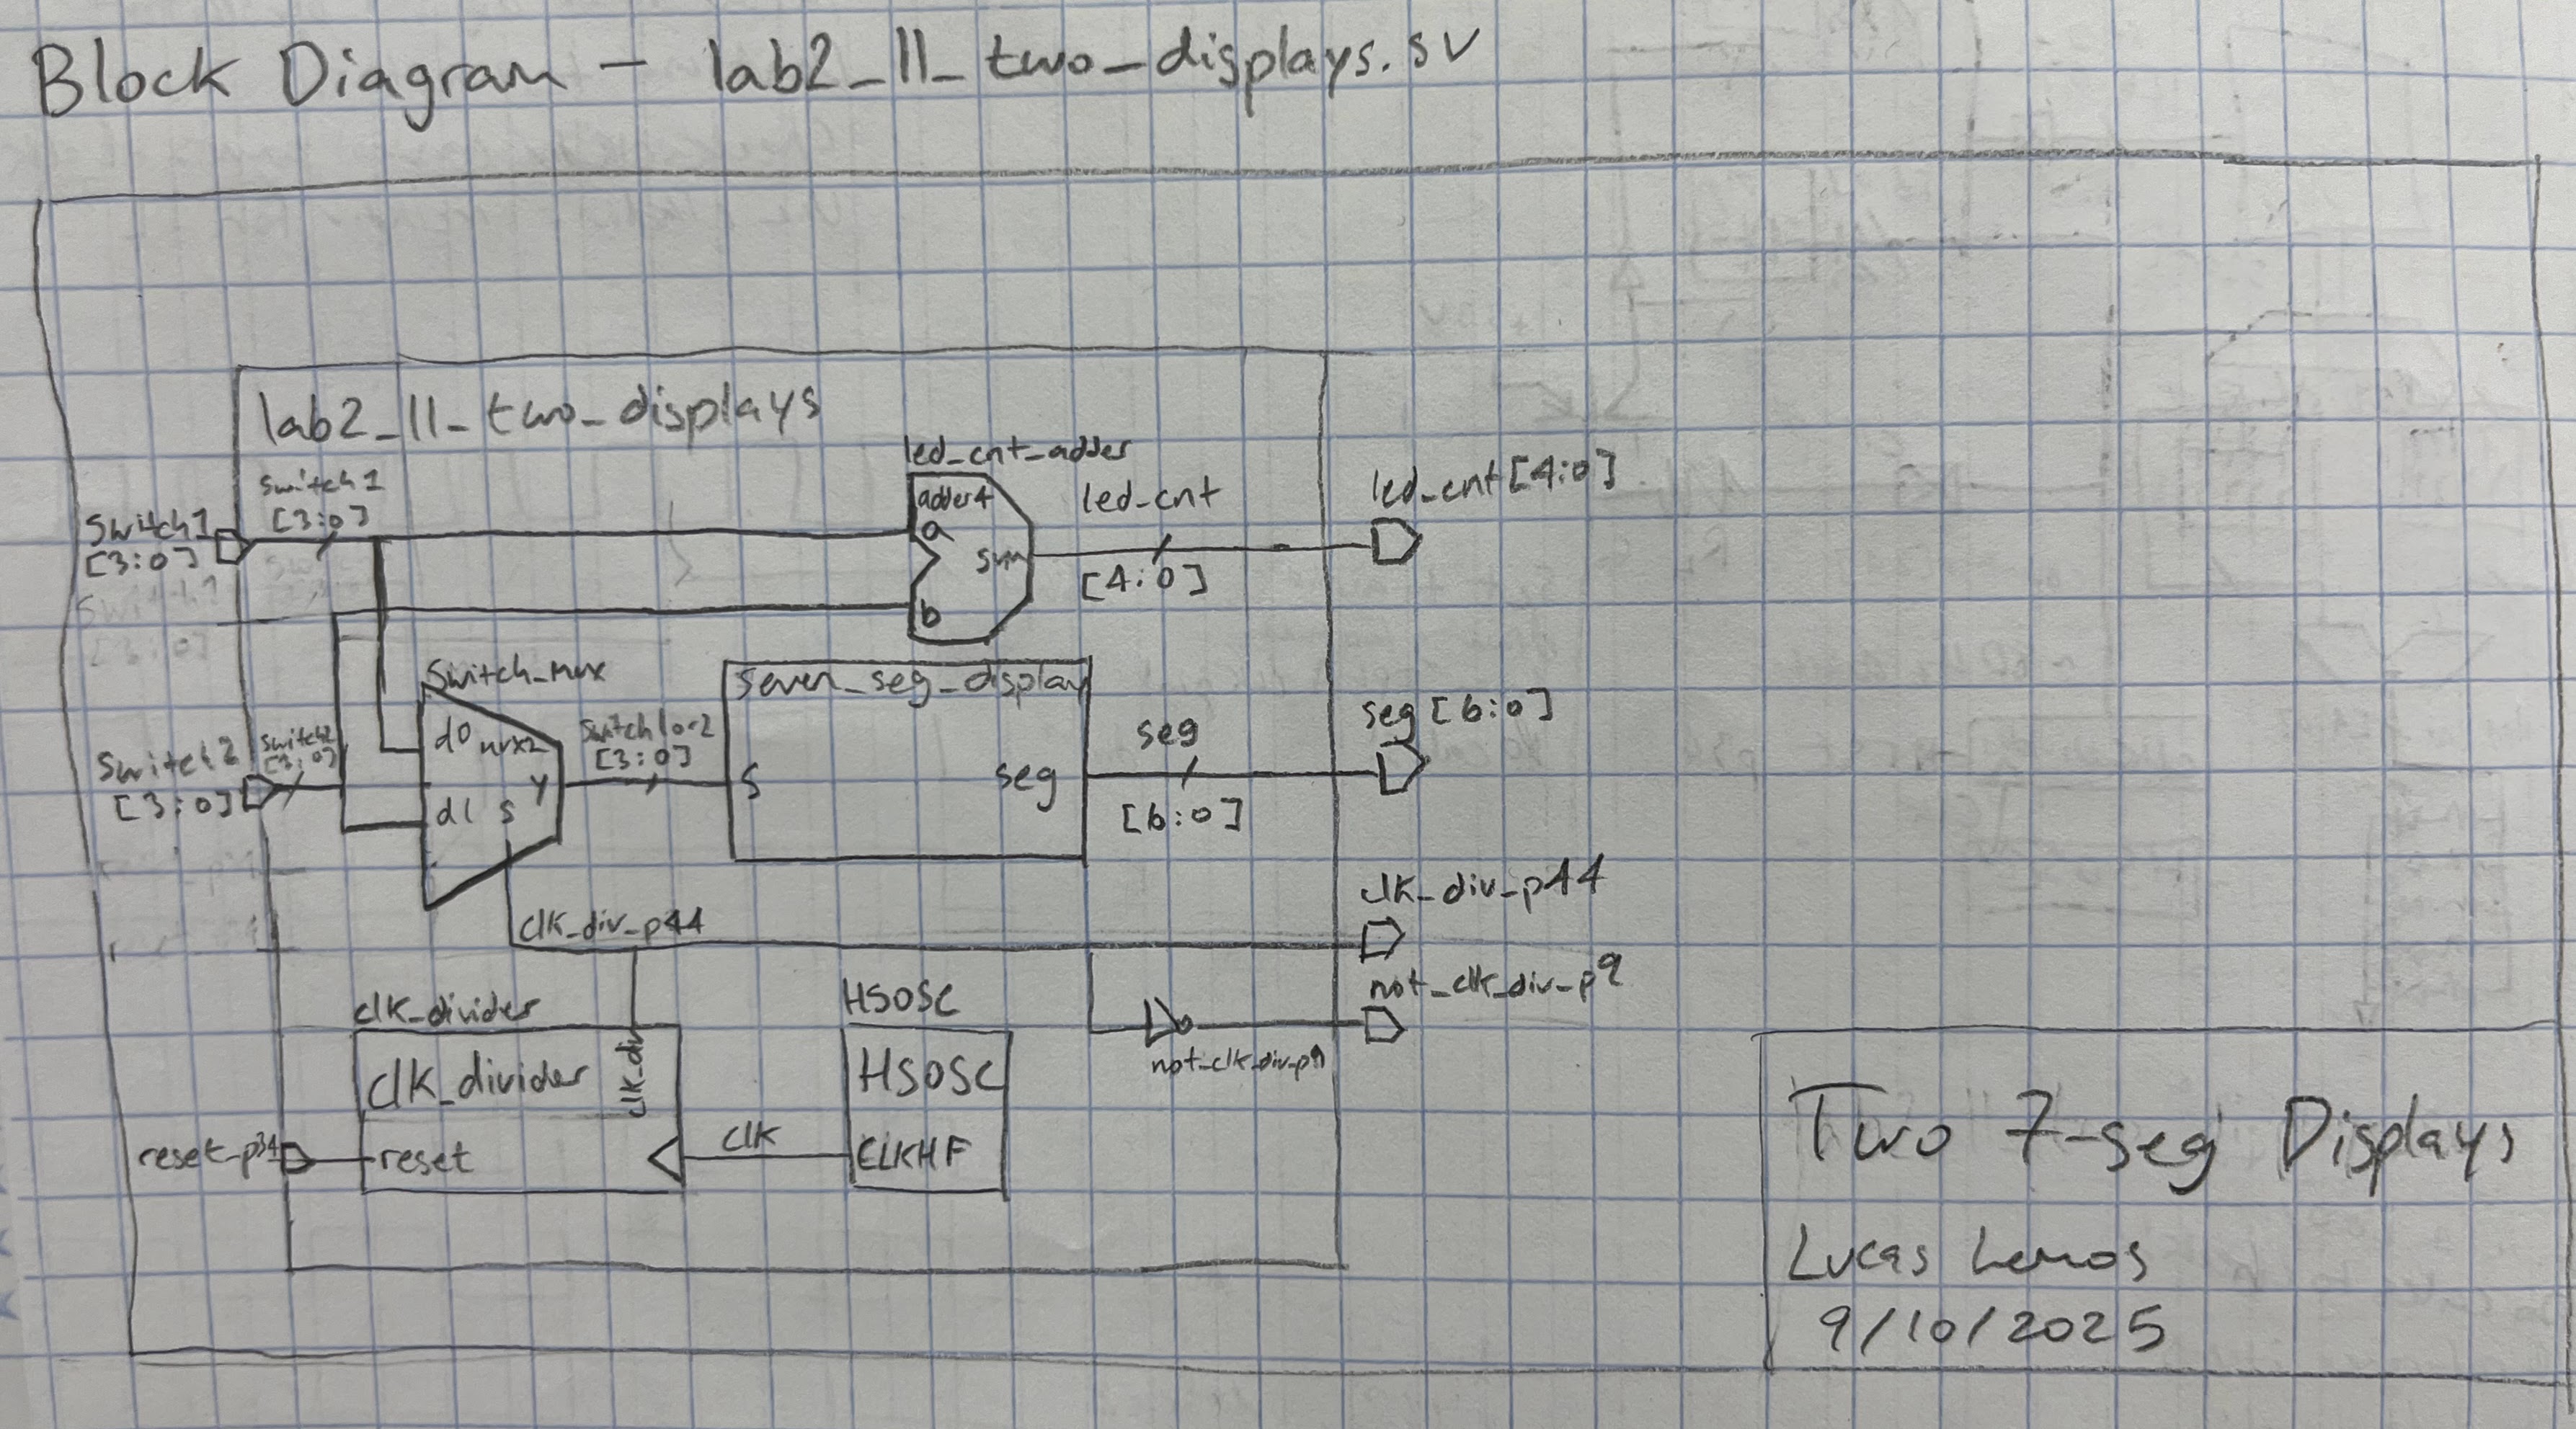 Block Diagram - lab2_ll_two_displays.sv
lab2_ll_two_displays
led_cnt_adder
switch1
[3:0]
Switch1
[3:0]
adder4
a
sum
b
led_cnt
[4:0]
led_cnt[4:0]
Switch_mux
d0 mux2
d1 s y
Switch2
[3:0]
switch2
[3:0]
Switch1or2
[3:0]
seven_seg_display
s
seg
seg
[6:0]
seg[6:0]
clk_div_p44
clk_div_p44
not_clk_div_p9
not_clk_div_p9
clk_divider
clk_divider
clk_div
reset_p34
reset
clk
HSOSC
HSOSC
CLKHF
Two 7-seg Displays
Lucas Lemos
9/10/2025